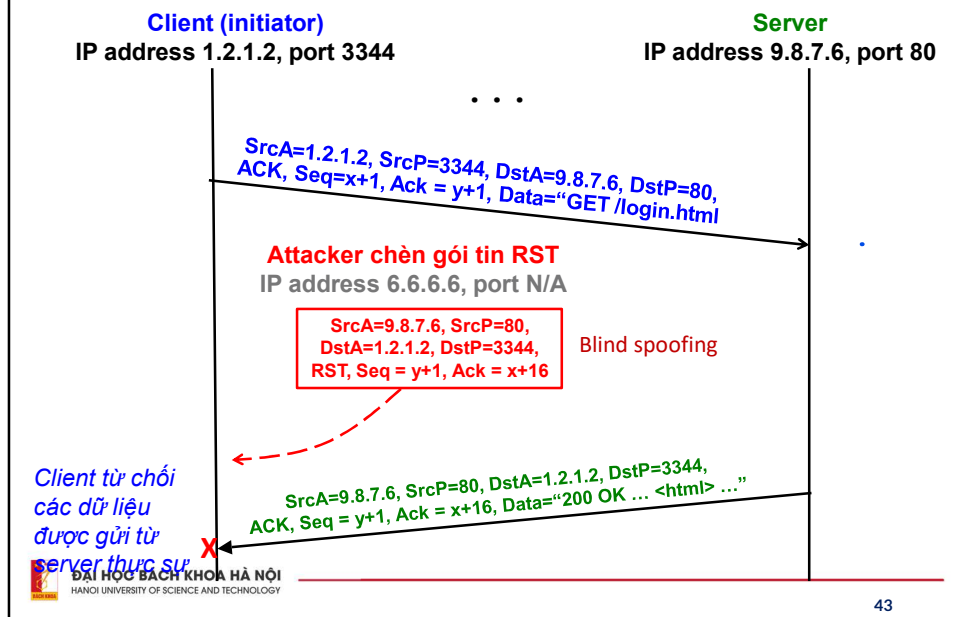 Client (initiator)
IP address 1.2.1.2, port 3344
Server
IP address 9.8.7.6, port 80
. . .
SrcA=1.2.1.2, SrcP=3344, DstA=9.8.7.6, DstP=80,
ACK, Seq=x+1, Ack = y+1, Data=“GET /login.html
Attacker chèn gói tin RST
IP address 6.6.6.6, port N/A
SrcA=9.8.7.6, SrcP=80,
DstA=1.2.1.2, DstP=3344,
RST, Seq = y+1, Ack = x+16
Blind spoofing
SrcA=9.8.7.6, SrcP=80, DstA=1.2.1.2, DstP=3344,
ACK, Seq = y+1, Ack = x+16, Data=“200 OK … <html> …”
Client từ chối
các dữ liệu
được gửi từ
server thực sự
X
BÁCH KHOA
ĐẠI HỌC BÁCH KHOA HÀ NỘI
HANOI UNIVERSITY OF SCIENCE AND TECHNOLOGY
43